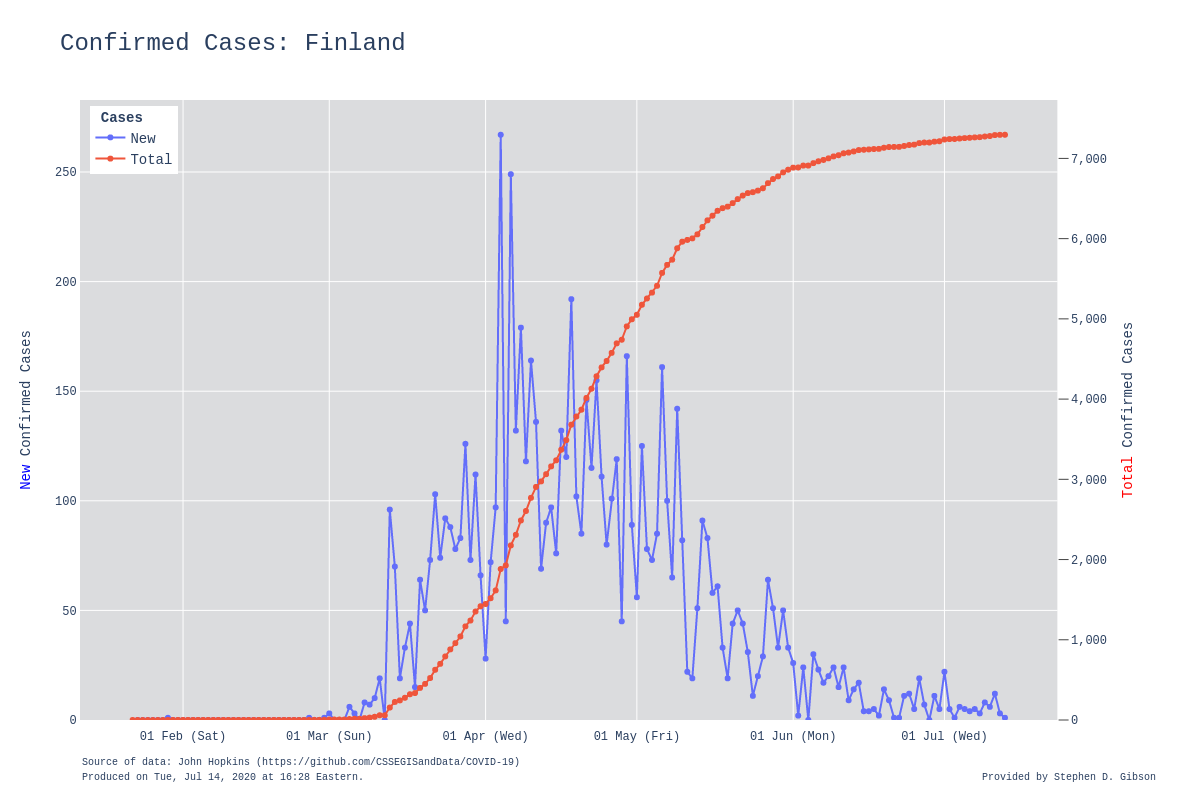 Confirmed Cases: Finland
Cases
New
Total
250
200
150
100
50
0
7,000
6,000
5,000
4,000
3,000
2,000
1,000
0
New Confirmed Cases
Total Confirmed Cases
01 Feb (Sat)
01 Mar (Sun)
01 Apr (Wed)
01 May (Fri)
01 Jun (Mon)
01 Jul (Wed)
Source of data: John Hopkins (https://github.com/CSSEGISandData/COVID-19)
Produced on Tue, Jul 14, 2020 at 16:28 Eastern.
Provided by Stephen D. Gibson